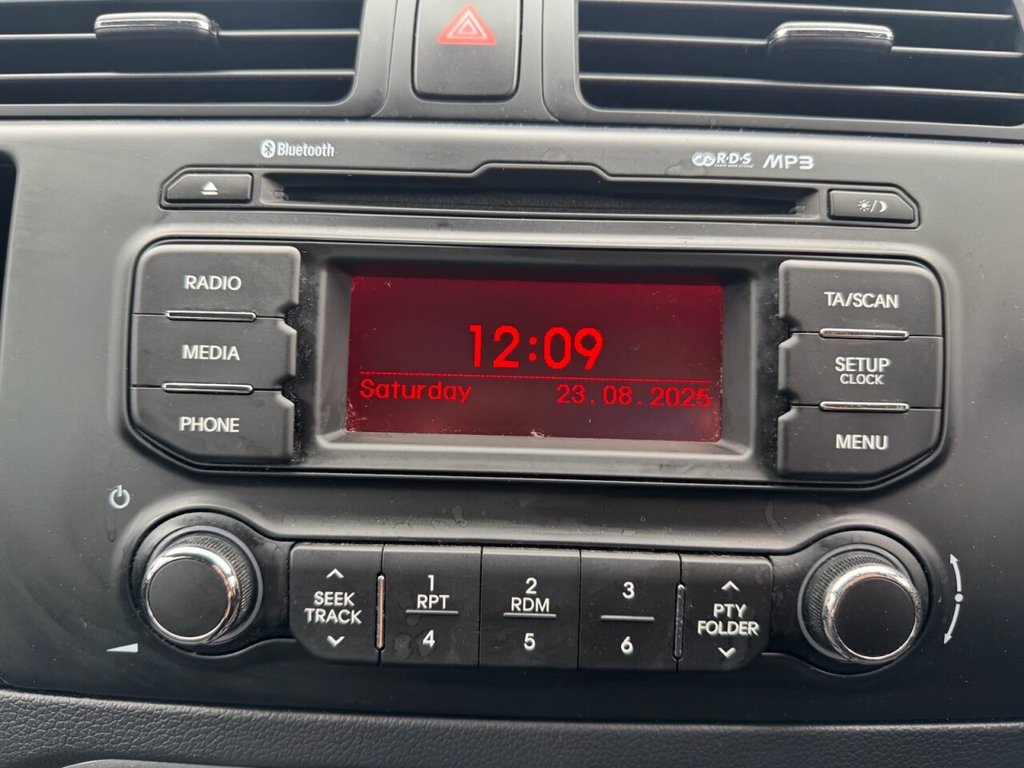 Bluetooth
R·D·S MP3
RADIO
MEDIA
PHONE
12:09
Saturday 23.08.2025
TA/SCAN
SETUP
CLOCK
MENU
SEEK
TRACK
1
RPT
4
2
RDM
5
3
6
PTY
FOLDER